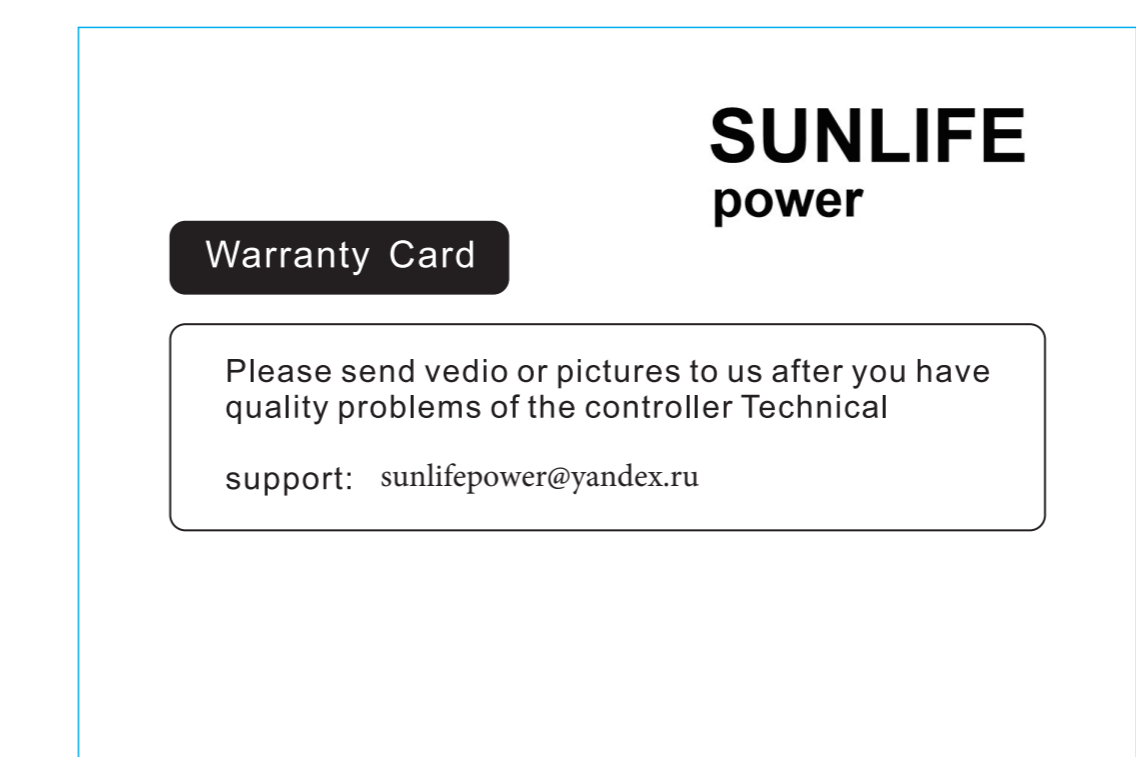 SUNLIFE
power
Warranty Card
Please send vedio or pictures to us after you have
quality problems of the controller Technical
support: sunlifepower@yandex.ru